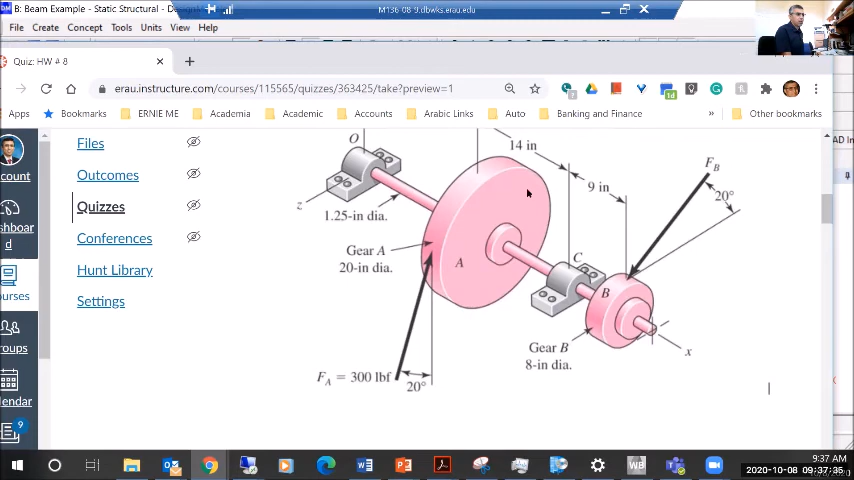 B: Beam Example - Static Structural -
M136-08-9.dbwks.erau.edu
File Create Concept Tools Units View Help
Quiz: HW # 8
erau.instructure.com/courses/115565/quizzes/363425/take?preview=1
Apps Bookmarks ERNIE ME Academia Academic Accounts Arabic Links Auto Banking and Finance » Other bookmarks
Files
Outcomes
Quizzes
Conferences
Hunt Library
Settings
count
shboar
d
ourses
roups
lendar
9
O
14 in
9 in
F_B
20°
z
1.25-in dia.
Gear A
20-in dia.
A
C
B
Gear B
8-in dia.
x
F_A = 300 lbf
20°
9:37 AM
2020-10-08 09:37:35